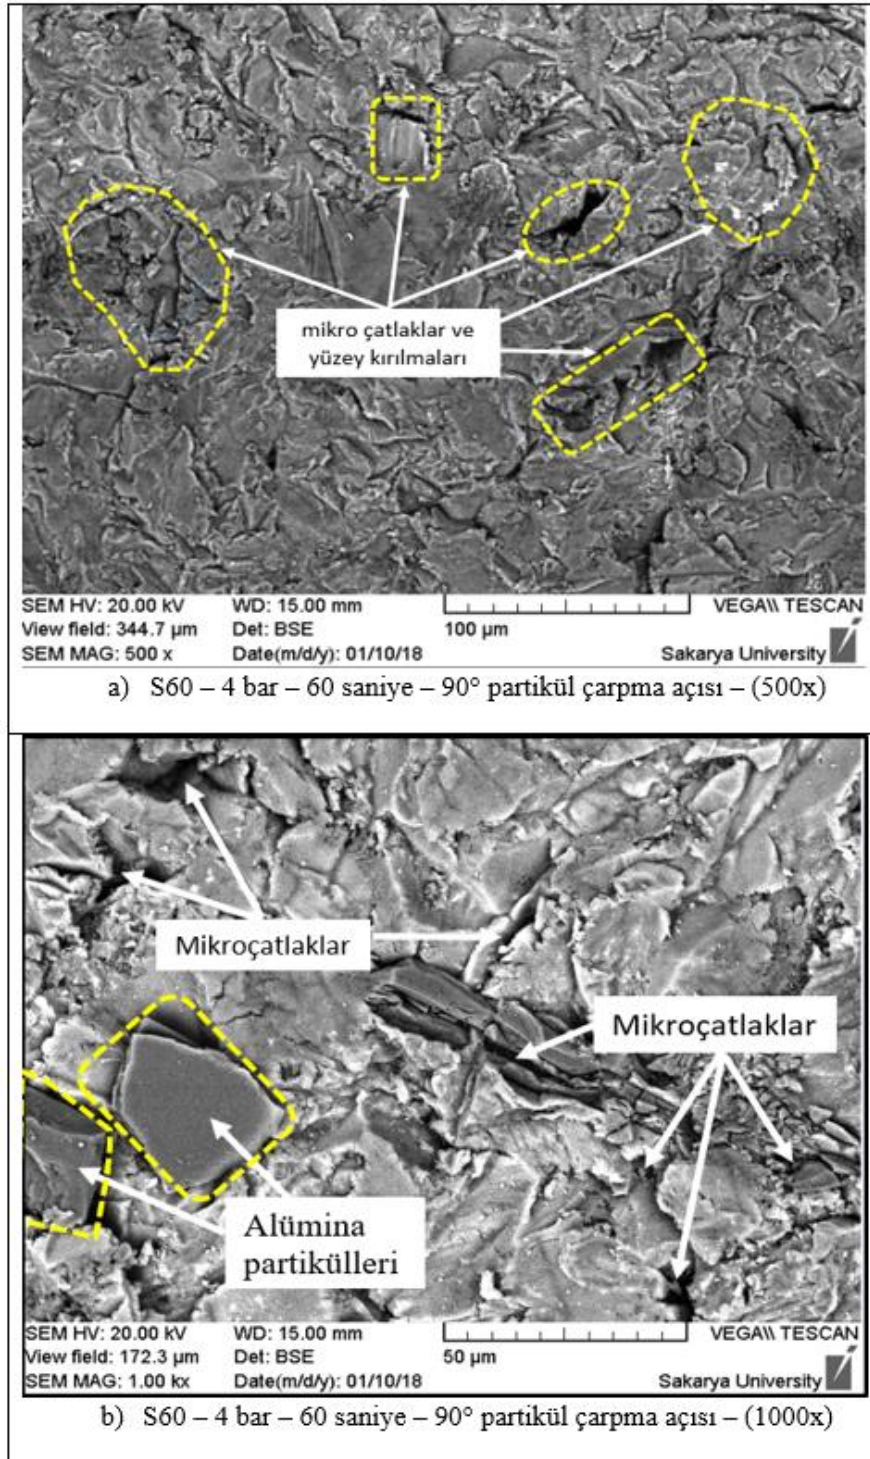 mikro çatlaklar ve
yüzey kırılmaları
SEM HV: 20.00 kV WD: 15.00 mm VEGA\\ TESCAN
View field: 344.7 µm Det: BSE 100 µm
SEM MAG: 500 x Date(m/d/y): 01/10/18 Sakarya University
a) S60 – 4 bar – 60 saniye – 90° partikül çarpma açısı – (500x)
Mikroçatlaklar
Mikroçatlaklar
Alümina
partikülleri
SEM HV: 20.00 kV WD: 15.00 mm VEGA\\ TESCAN
View field: 172.3 µm Det: BSE 50 µm
SEM MAG: 1.00 kx Date(m/d/y): 01/10/18 Sakarya University
b) S60 – 4 bar – 60 saniye – 90° partikül çarpma açısı – (1000x)